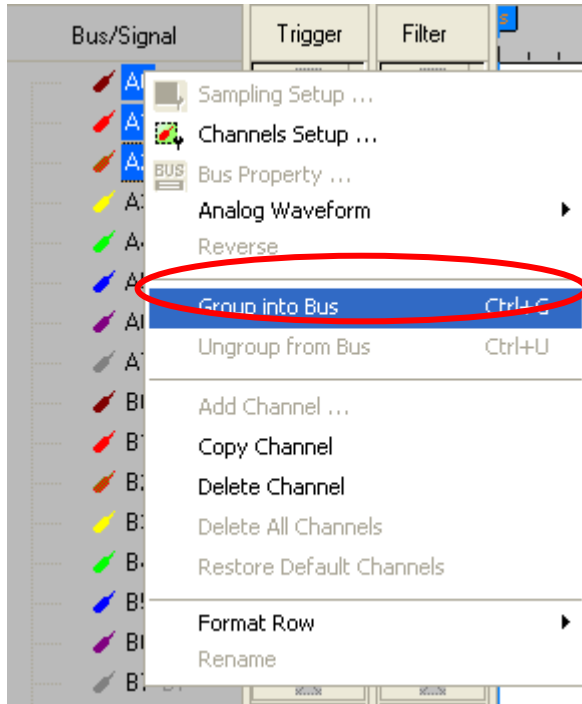 Bus/Signal Trigger Filter
s
Sampling Setup ...
Channels Setup ...
BUS Bus Property ...
Analog Waveform
Reverse
Group into Bus Ctrl+G
Ungroup from Bus Ctrl+U
Add Channel ...
Copy Channel
Delete Channel
Delete All Channels
Restore Default Channels
Format Row
Rename